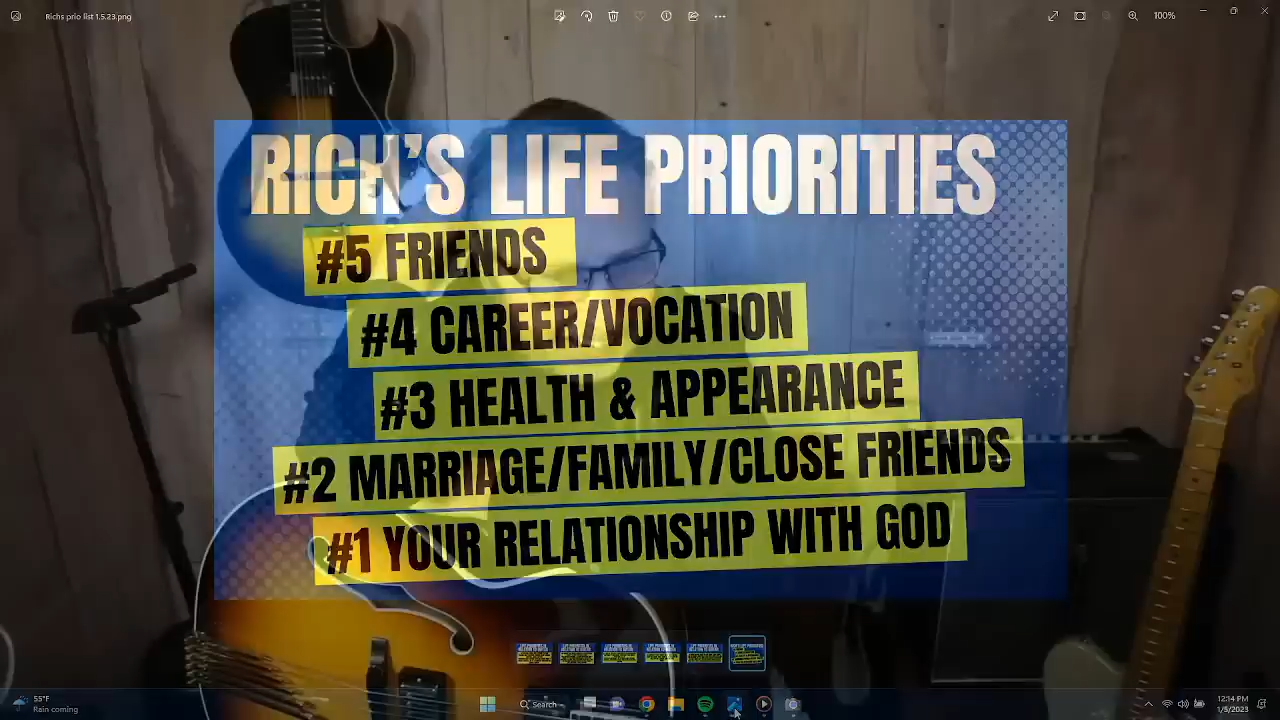 Richs prio list 1.5.23.png
100%
RICH'S LIFE PRIORITIES
#5 FRIENDS
#4 CAREER/VOCATION
#3 HEALTH & APPEARANCE
#2 MARRIAGE/FAMILY/CLOSE FRIENDS
#1 YOUR RELATIONSHIP WITH GOD
55°F
Rain coming
Search
12:34 PM
1/5/2023